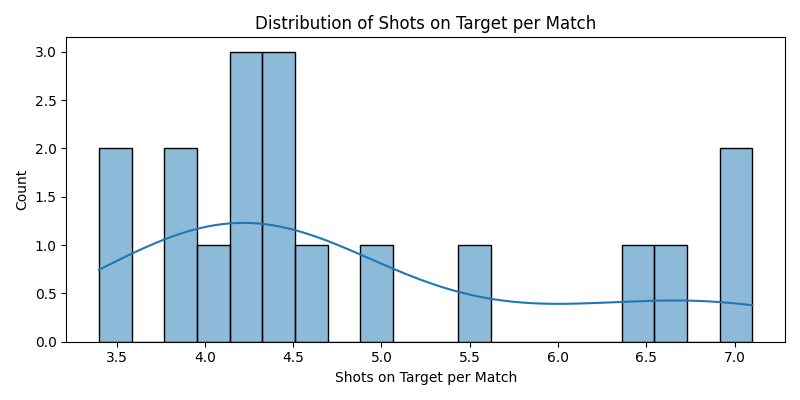 Distribution of Shots on Target per Match
3.0
2.5
2.0
1.5
1.0
0.5
0.0
Count
3.5 4.0 4.5 5.0 5.5 6.0 6.5 7.0
Shots on Target per Match